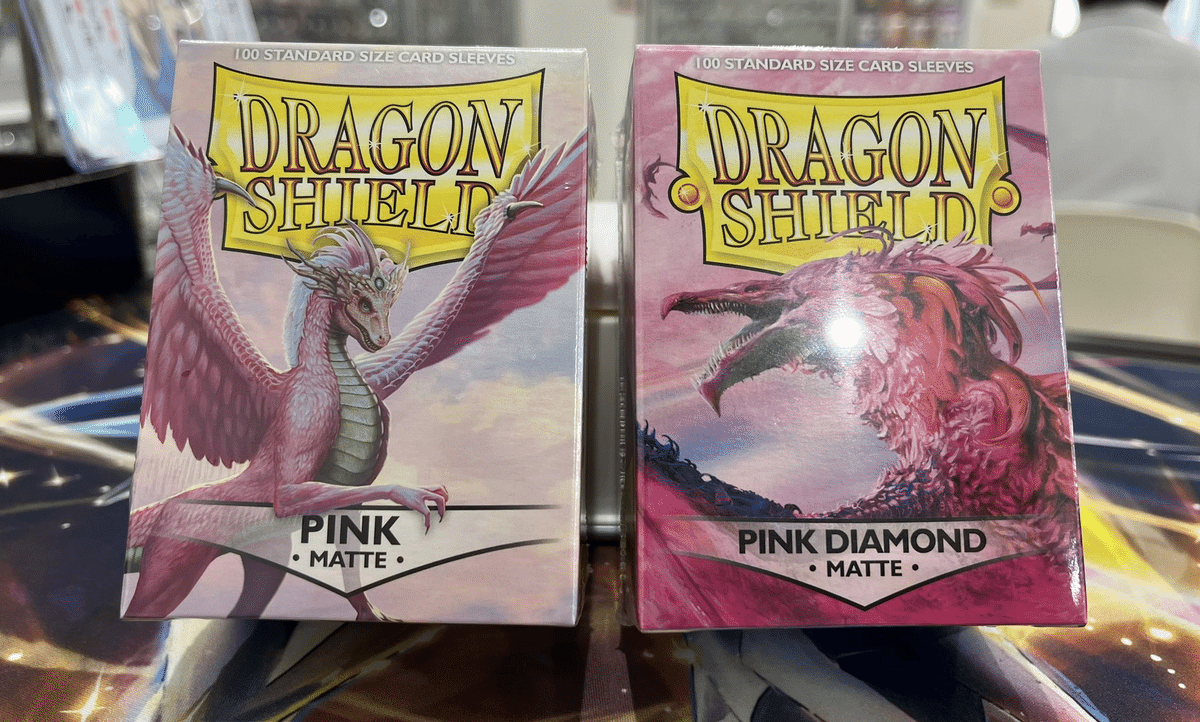 100 STANDARD SIZE CARD SLEEVES
DRAGON
SHIELD
PINK
• MATTE •
100 STANDARD SIZE CARD SLEEVES
DRAGON
SHIELD
PINK DIAMOND
• MATTE •